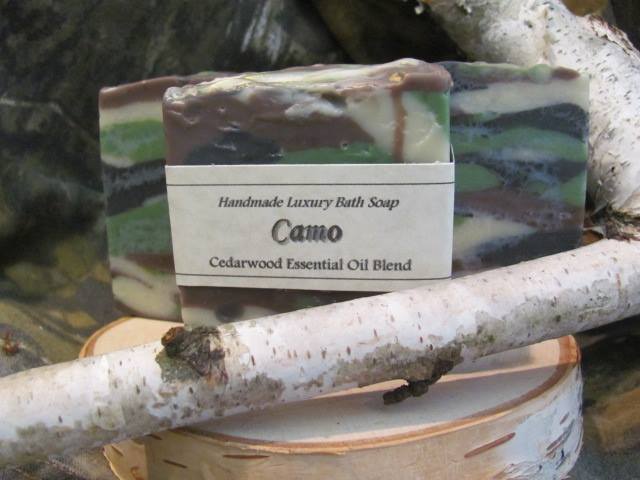 Handmade Luxury Bath Soap
Camo
Cedarwood Essential Oil Blend